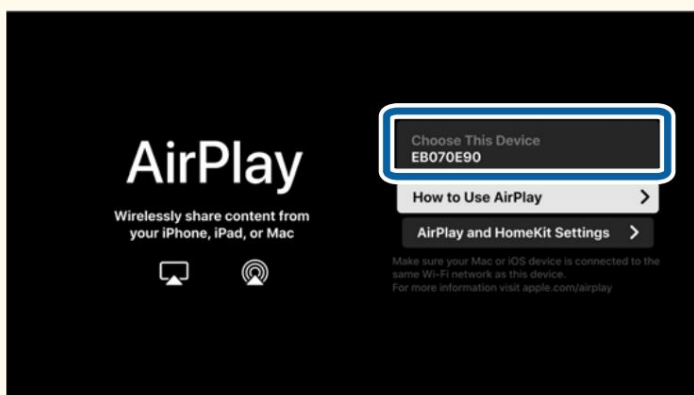 AirPlay
Wirelessly share content from
your iPhone, iPad, or Mac
Choose This Device
EB070E90
How to Use AirPlay
AirPlay and HomeKit Settings
Make sure your Mac or iOS device is connected to the
same Wi-Fi network as this device.
For more information visit apple.com/airplay